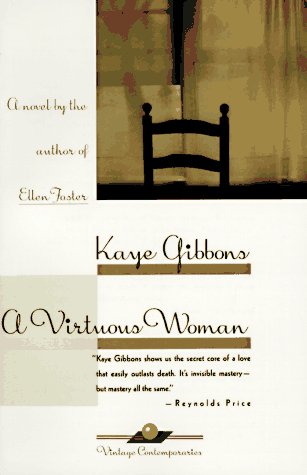 A novel by the
author of
Ellen Foster
Kaye Gibbons
A Virtuous Woman
"Kaye Gibbons shows us the secret core of a love
that easily outlasts death. It's invisible mastery—
but mastery all the same."
— Reynolds Price
Vintage Contemporaries